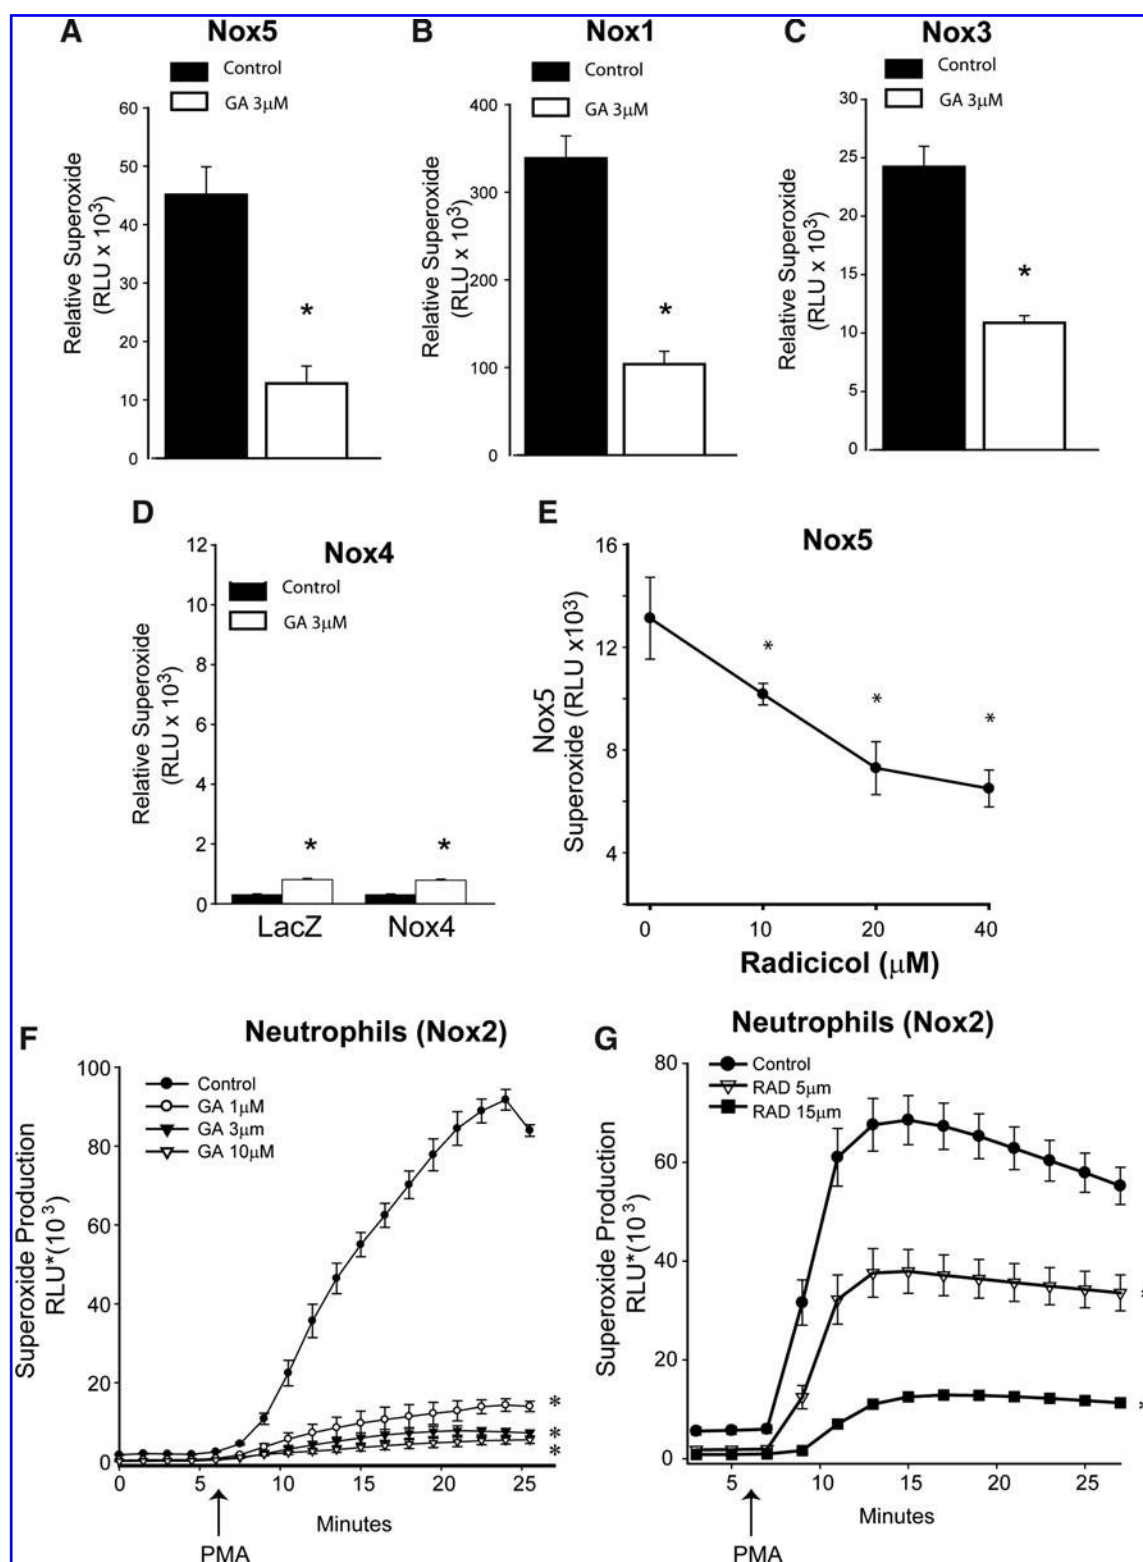 A
Nox5
Control
GA 3μM
Relative Superoxide
(RLU x 10³)
60
50
40
30
20
10
0
*
B
Nox1
Control
GA 3μM
Relative Superoxide
(RLU x 10³)
400
300
200
100
0
*
C
Nox3
Control
GA 3μM
Relative Superoxide
(RLU x 10³)
30
25
20
15
10
5
0
*
D
Nox4
Control
GA 3μM
Relative Superoxide
(RLU x 10³)
12
10
8
6
4
2
0
* *
LacZ Nox4
E
Nox5
Nox5
Superoxide (RLU x10³)
16
12
8
4
* * *
0 10 20 40
Radicicol (μM)
F
Neutrophils (Nox2)
Control
GA 1μM
GA 3μm
GA 10μM
Superoxide Production
RLU*(10³)
100
80
60
40
20
0
*
*
*
0 5 10 15 20 25
Minutes
PMA
G
Neutrophils (Nox2)
Control
RAD 5μm
RAD 15μm
Superoxide Production
RLU*(10³)
80
60
40
20
0
*
*
5 10 15 20 25
Minutes
PMA